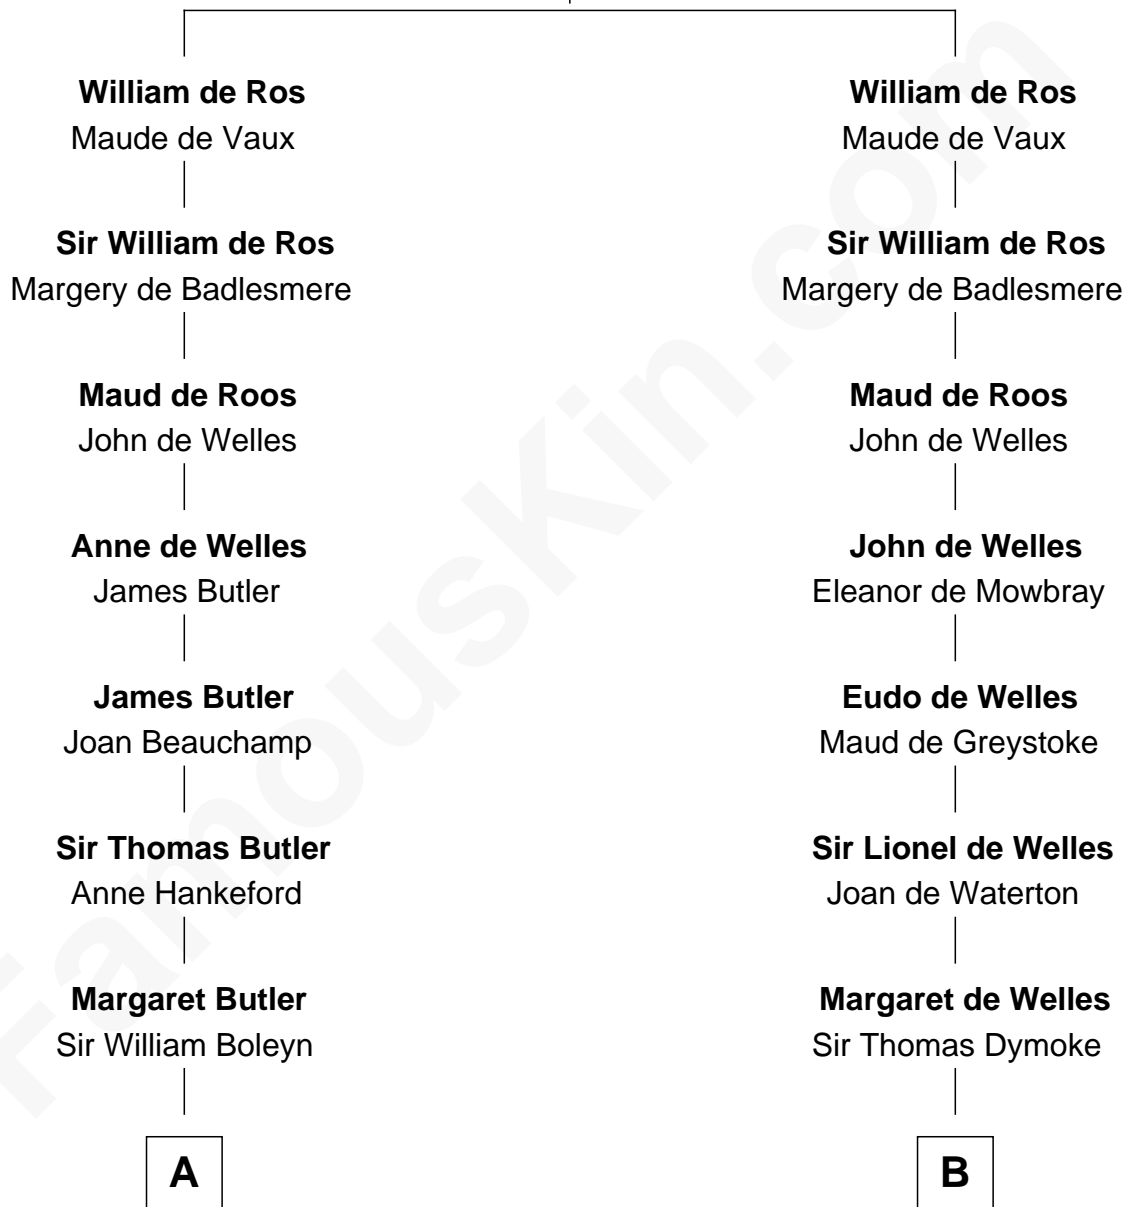 William de Ros
Maude de Vaux
Sir William de Ros
Margery de Badlesmere
Maud de Roos
John de Welles
Anne de Welles
James Butler
James Butler
Joan Beauchamp
Sir Thomas Butler
Anne Hankeford
Margaret Butler
Sir William Boleyn
A
William de Ros
Maude de Vaux
Sir William de Ros
Margery de Badlesmere
Maud de Roos
John de Welles
John de Welles
Eleanor de Mowbray
Eudo de Welles
Maud de Greystoke
Sir Lionel de Welles
Joan de Waterton
Margaret de Welles
Sir Thomas Dymoke
B
FamousKin.com